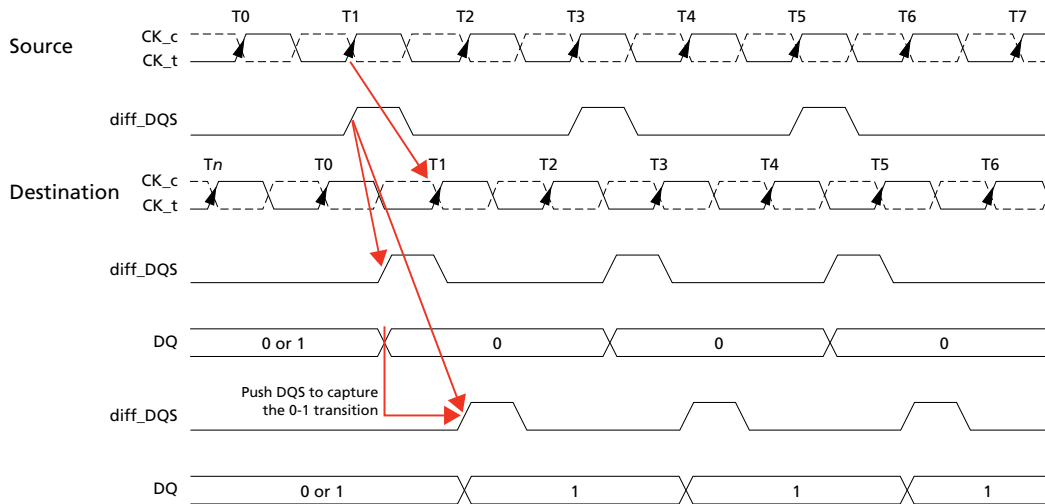 T0 T1 T2 T3 T4 T5 T6 T7
Source
CK_c
CK_t
diff_DQS
Tn T0 T1 T2 T3 T4 T5 T6
Destination
CK_c
CK_t
diff_DQS
DQ
0 or 1 0 0 0
Push DQS to capture
the 0-1 transition
diff_DQS
DQ
0 or 1 1 1 1